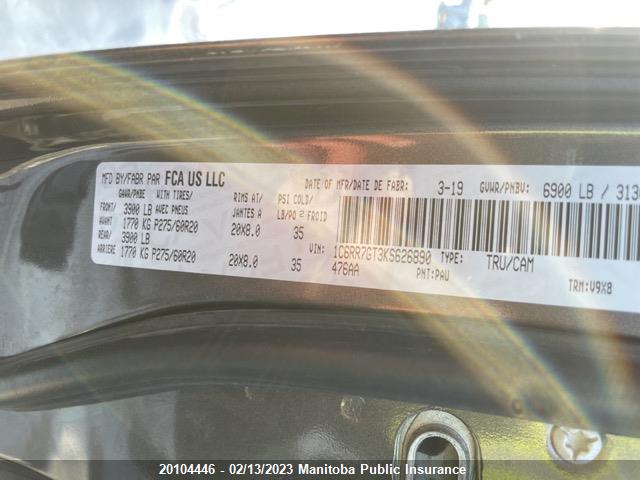 MFD BY/FABR PAR FCA US LLC
DATE OF MFR/DATE DE FABR: 3-19 GVWR/PNBV: 6900 LB / 313
GAWR/PNBE WITH TIRES/ RIMS AT/ PSI COLD/
FRONT/ 3900 LB AVEC PNEUS JANTES A LB/PO2 FROID
AVANT 1770 KG P275/60R20 20X8.0 35
REAR/ 3900 LB
ARRIERE 1770 KG P275/60R20 20X8.0 35
VIN: 1C6RR7GT3KS626890 TYPE: TRU/CAM
476AA PNT:PAU TRM:V9X8
20104446 - 02/13/2023 Manitoba Public Insurance